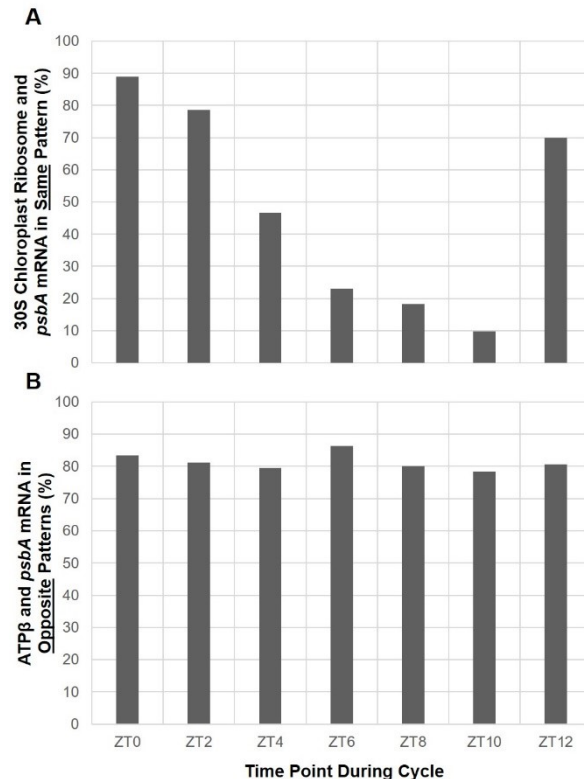 A
30S Chloroplast Ribosome and
psbA mRNA in Same Pattern (%)
100
90
80
70
60
50
40
30
20
10
0
B
ATPβ and psbA mRNA in
Opposite Patterns (%)
100
90
80
70
60
50
40
30
20
10
0
ZT0 ZT2 ZT4 ZT6 ZT8 ZT10 ZT12
Time Point During Cycle